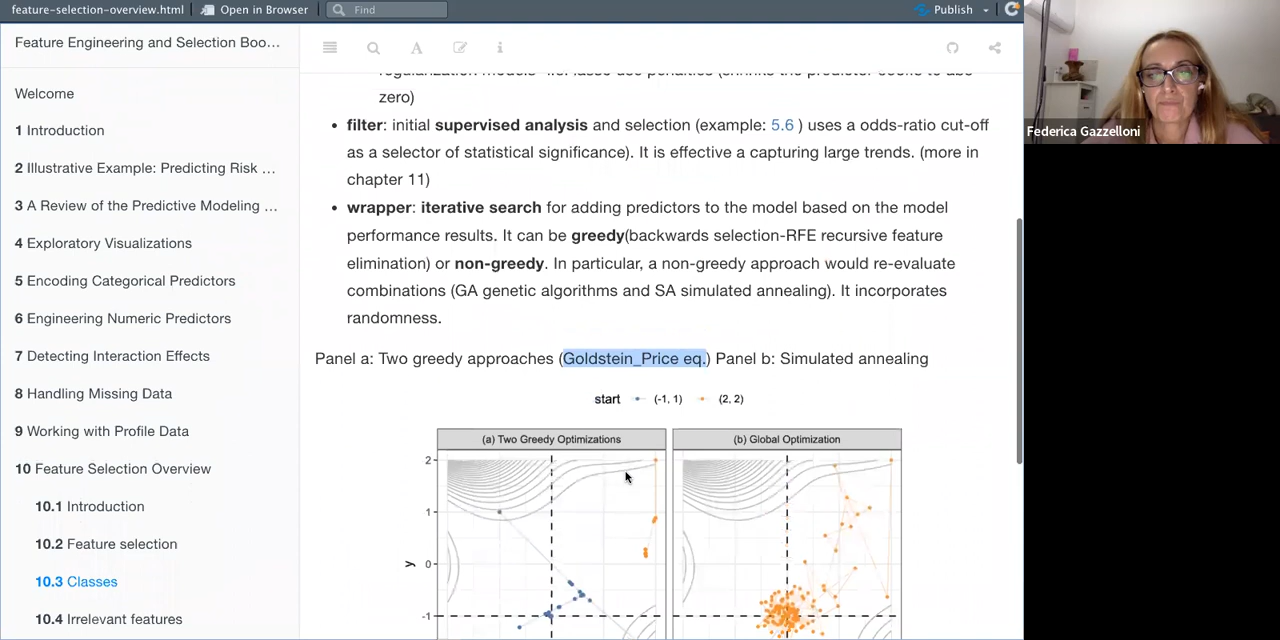 feature-selection-overview.html
Open in Browser
Find
Publish
Feature Engineering and Selection Boo…
Welcome
1 Introduction
2 Illustrative Example: Predicting Risk …
3 A Review of the Predictive Modeling …
4 Exploratory Visualizations
5 Encoding Categorical Predictors
6 Engineering Numeric Predictors
7 Detecting Interaction Effects
8 Handling Missing Data
9 Working with Profile Data
10 Feature Selection Overview
10.1 Introduction
10.2 Feature selection
10.3 Classes
10.4 Irrelevant features
A
zero)
• filter: initial supervised analysis and selection (example: 5.6 ) uses a odds-ratio cut-off
as a selector of statistical significance). It is effective a capturing large trends. (more in
chapter 11)
• wrapper: iterative search for adding predictors to the model based on the model
performance results. It can be greedy(backwards selection-RFE recursive feature
elimination) or non-greedy. In particular, a non-greedy approach would re-evaluate
combinations (GA genetic algorithms and SA simulated annealing). It incorporates
randomness.
Panel a: Two greedy approaches (Goldstein_Price eq.) Panel b: Simulated annealing
start (-1, 1) (2, 2)
(a) Two Greedy Optimizations
(b) Global Optimization
2
1
0
-1
y
Federica Gazzelloni